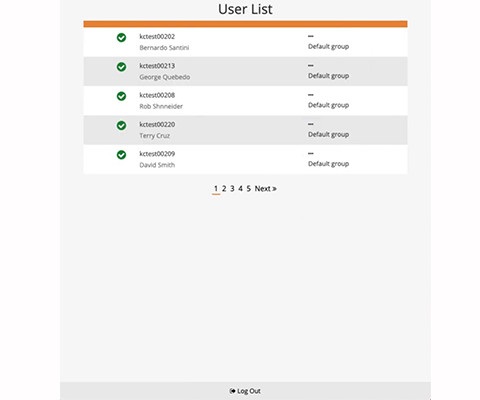 User List
kctest00202 --
Bernardo Santini Default group
kctest00213 --
George Quebedo Default group
kctest00208 --
Rob Shnneider Default group
kctest00220 --
Terry Cruz Default group
kctest00209 --
David Smith Default group
1 2 3 4 5 Next »
Log Out